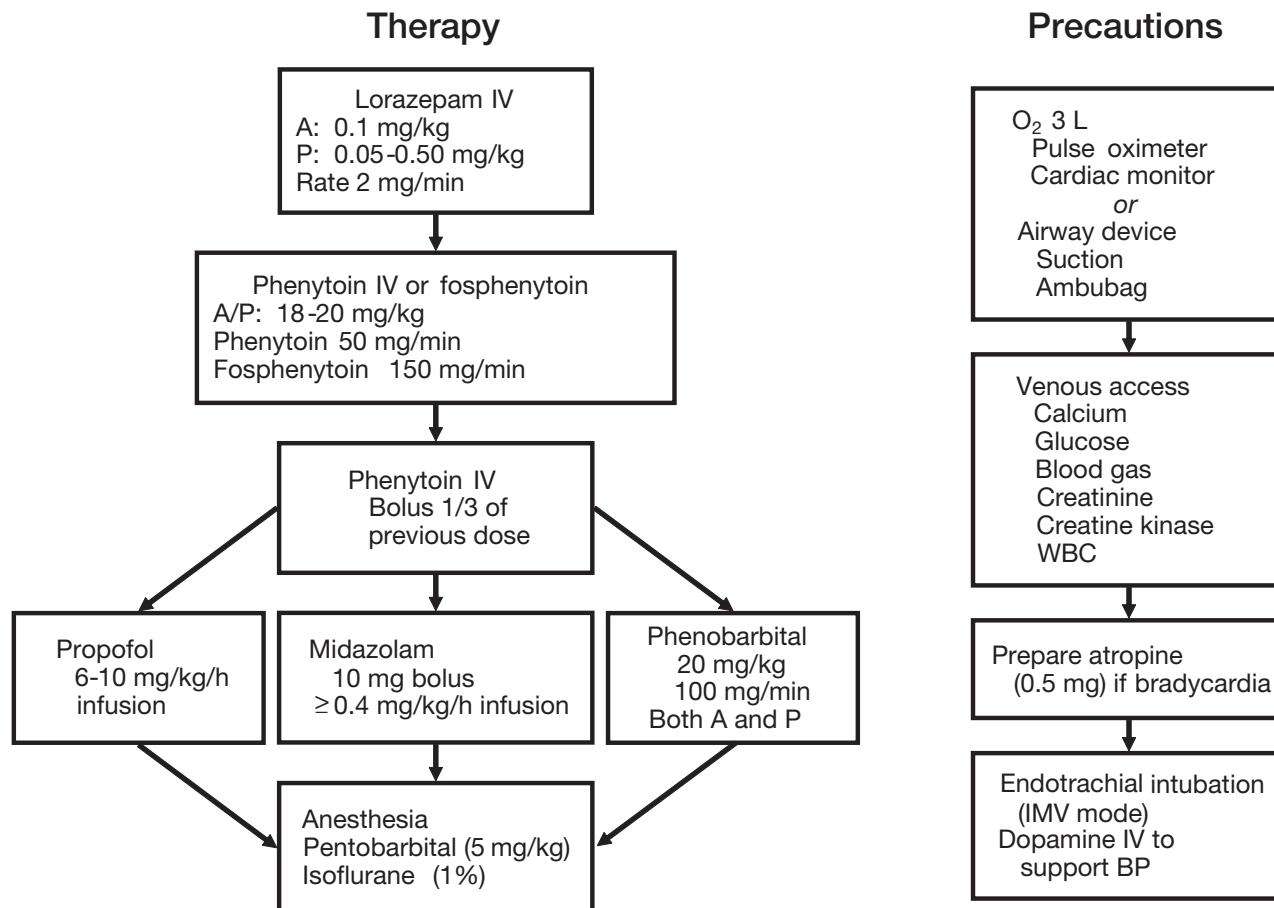 Therapy
Lorazepam IV
A: 0.1 mg/kg
P: 0.05-0.50 mg/kg
Rate 2 mg/min
Phenytoin IV or fosphenytoin
A/P: 18-20 mg/kg
Phenytoin 50 mg/min
Fosphenytoin 150 mg/min
Phenytoin IV
Bolus 1/3 of
previous dose
Propofol
6-10 mg/kg/h
infusion
Midazolam
10 mg bolus
≥ 0.4 mg/kg/h infusion
Phenobarbital
20 mg/kg
100 mg/min
Both A and P
Anesthesia
Pentobarbital (5 mg/kg)
Isoflurane (1%)
Precautions
O₂ 3 L
Pulse oximeter
Cardiac monitor
or
Airway device
Suction
Ambubag
Venous access
Calcium
Glucose
Blood gas
Creatinine
Creatine kinase
WBC
Prepare atropine
(0.5 mg) if bradycardia
Endotrachial intubation
(IMV mode)
Dopamine IV to
support BP